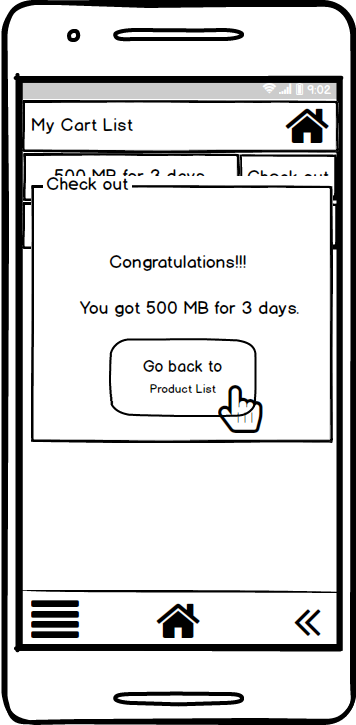 9:02
My Cart List
500 MB for 3 days
Check out
Check out
Congratulations!!!
You got 500 MB for 3 days.
Go back to
Product List